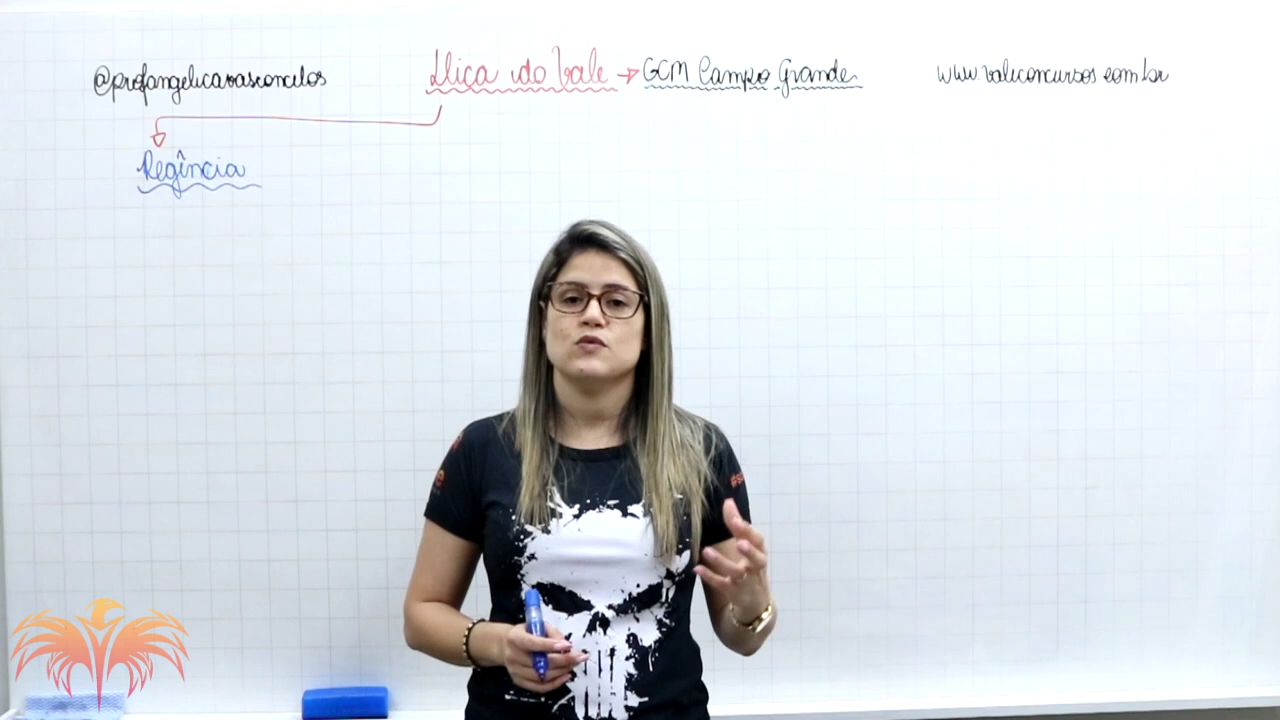 @profangelicavasconcelos
Dica do Vale → GCM Campo Grande
www.valeconcursos.com.br
Regência